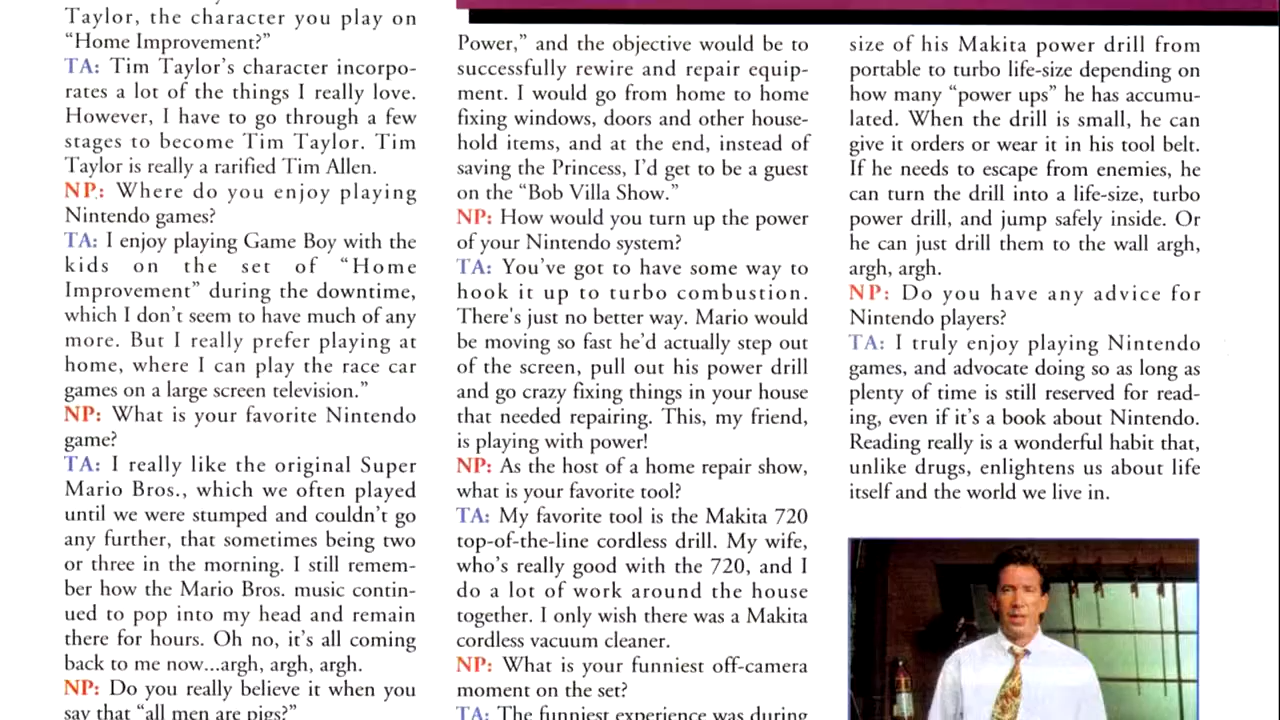 Taylor, the character you play on
“Home Improvement?”
TA: Tim Taylor's character incorpo-
rates a lot of the things I really love.
However, I have to go through a few
stages to become Tim Taylor. Tim
Taylor is really a rarified Tim Allen.
NP: Where do you enjoy playing
Nintendo games?
TA: I enjoy playing Game Boy with the
kids on the set of “Home
Improvement” during the downtime,
which I don't seem to have much of any
more. But I really prefer playing at
home, where I can play the race car
games on a large screen television.”
NP: What is your favorite Nintendo
game?
TA: I really like the original Super
Mario Bros., which we often played
until we were stumped and couldn't go
any further, that sometimes being two
or three in the morning. I still remem-
ber how the Mario Bros. music contin-
ued to pop into my head and remain
there for hours. Oh no, it's all coming
back to me now...argh, argh, argh.
NP: Do you really believe it when you
say that “all men are pigs?”
Power,” and the objective would be to
successfully rewire and repair equip-
ment. I would go from home to home
fixing windows, doors and other house-
hold items, and at the end, instead of
saving the Princess, I'd get to be a guest
on the “Bob Villa Show.”
NP: How would you turn up the power
of your Nintendo system?
TA: You've got to have some way to
hook it up to turbo combustion.
There's just no better way. Mario would
be moving so fast he'd actually step out
of the screen, pull out his power drill
and go crazy fixing things in your house
that needed repairing. This, my friend,
is playing with power!
NP: As the host of a home repair show,
what is your favorite tool?
TA: My favorite tool is the Makita 720
top-of-the-line cordless drill. My wife,
who's really good with the 720, and I
do a lot of work around the house
together. I only wish there was a Makita
cordless vacuum cleaner.
NP: What is your funniest off-camera
moment on the set?
TA: The funniest experience was during
size of his Makita power drill from
portable to turbo life-size depending on
how many “power ups” he has accumu-
lated. When the drill is small, he can
give it orders or wear it in his tool belt.
If he needs to escape from enemies, he
can turn the drill into a life-size, turbo
power drill, and jump safely inside. Or
he can just drill them to the wall argh,
argh, argh.
NP: Do you have any advice for
Nintendo players?
TA: I truly enjoy playing Nintendo
games, and advocate doing so as long as
plenty of time is still reserved for read-
ing, even if it's a book about Nintendo.
Reading really is a wonderful habit that,
unlike drugs, enlightens us about life
itself and the world we live in.